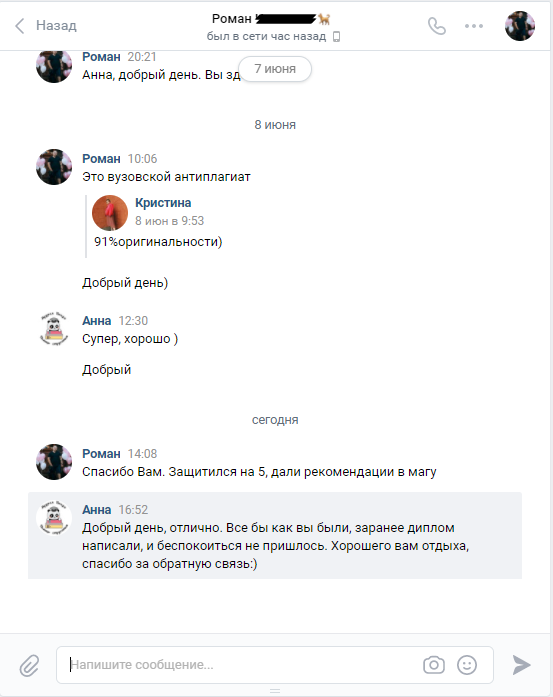 Назад
Роман
был в сети час назад
Роман 20:21
Анна, добрый день. Вы зд
7 июня
8 июня
Роман 10:06
Это вузовской антиплагиат
Кристина
8 июн в 9:53
91%оригинальности)
Добрый день)
Анна 12:30
Супер, хорошо )
Добрый
сегодня
Роман 14:08
Спасибо Вам. Защитился на 5, дали рекомендации в магу
Анна 16:52
Добрый день, отлично. Все бы как вы были, заранее диплом
написали, и беспокоиться не пришлось. Хорошего вам отдыха,
спасибо за обратную связь:)
Напишите сообщение...